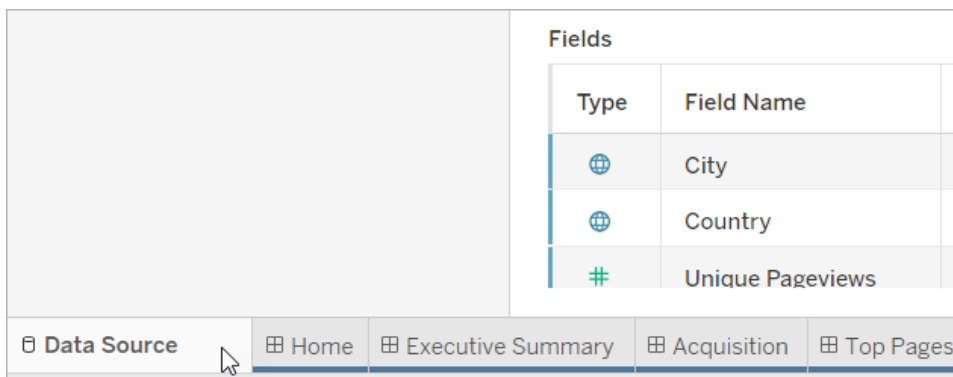 Fields
Type Field Name
City
Country
Unique Pageviews
Data Source Home Executive Summary Acquisition Top Pages